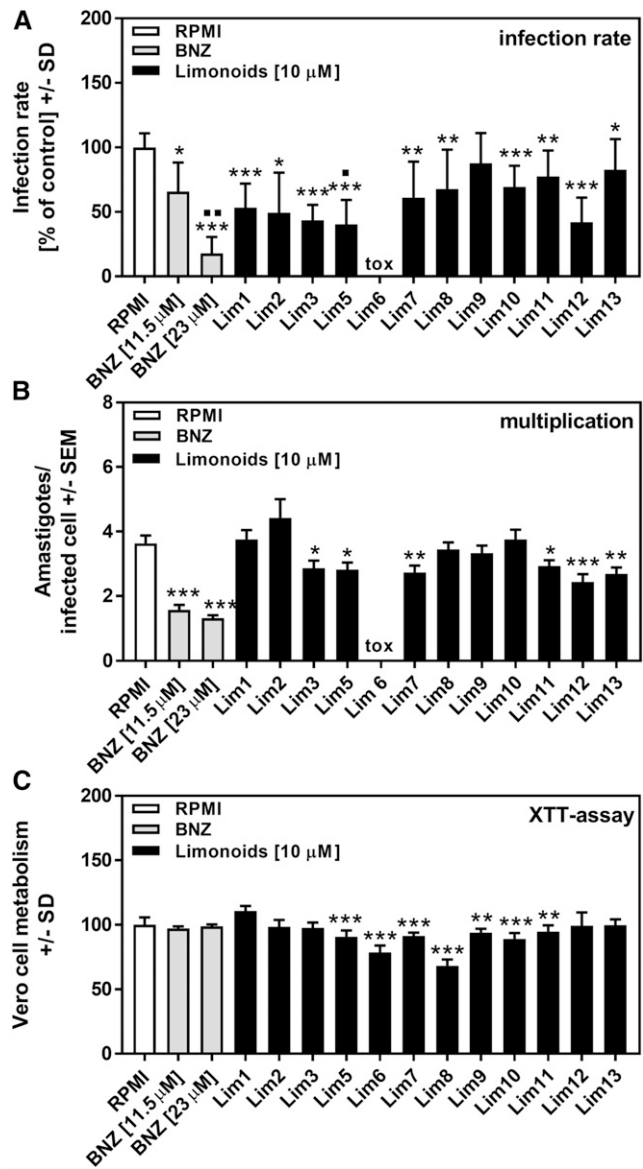 A
Infection rate
[% of control] +/- SD
200
150
100
50
0
RPMI
BNZ
Limonoids [10 μM]
infection rate
*
***
***
*
***
***
tox
**
**
***
**
***
*
RPMI
BNZ [11.5 μM]
BNZ [23 μM]
Lim1
Lim2
Lim3
Lim5
Lim6
Lim7
Lim8
Lim9
Lim10
Lim11
Lim12
Lim13
B
Amastigotes/
infected cell +/- SEM
8
6
4
2
0
RPMI
BNZ
Limonoids [10 μM]
multiplication
***
***
*
*
tox
**
*
***
**
RPMI
BNZ [11.5 μM]
BNZ [23 μM]
Lim1
Lim2
Lim3
Lim5
Lim 6
Lim7
Lim8
Lim9
Lim10
Lim11
Lim12
Lim13
C
Vero cell metabolism
+/- SD
200
150
100
50
0
RPMI
BNZ
Limonoids [10 μM]
XTT-assay
***
***
***
***
**
***
**
RPMI
BNZ [11.5 μM]
BNZ [23 μM]
Lim1
Lim2
Lim3
Lim5
Lim6
Lim7
Lim8
Lim9
Lim10
Lim11
Lim12
Lim13